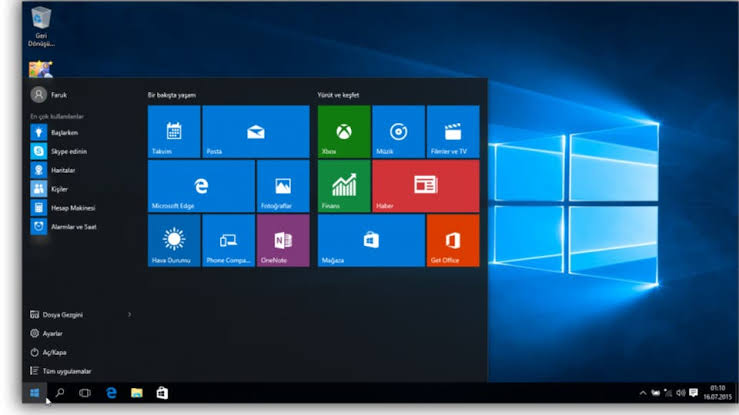 Geri
Dönüşü...
Faruk
En çok kullanılanlar
Başlarken
Skype edinin
Haritalar
Kişiler
Hesap Makinesi
Alarmlar ve Saat
Dosya Gezgini
Ayarlar
Aç/Kapa
Tüm uygulamalar
Bir bakışta yaşam
Takvim
Posta
Microsoft Edge
Fotoğraflar
Hava Durumu
Phone Compa...
OneNote
Yürüt ve keşfet
Xbox
Müzik
Filmler ve TV
Finans
Haber
Mağaza
Get Office
01:10
16.07.2015